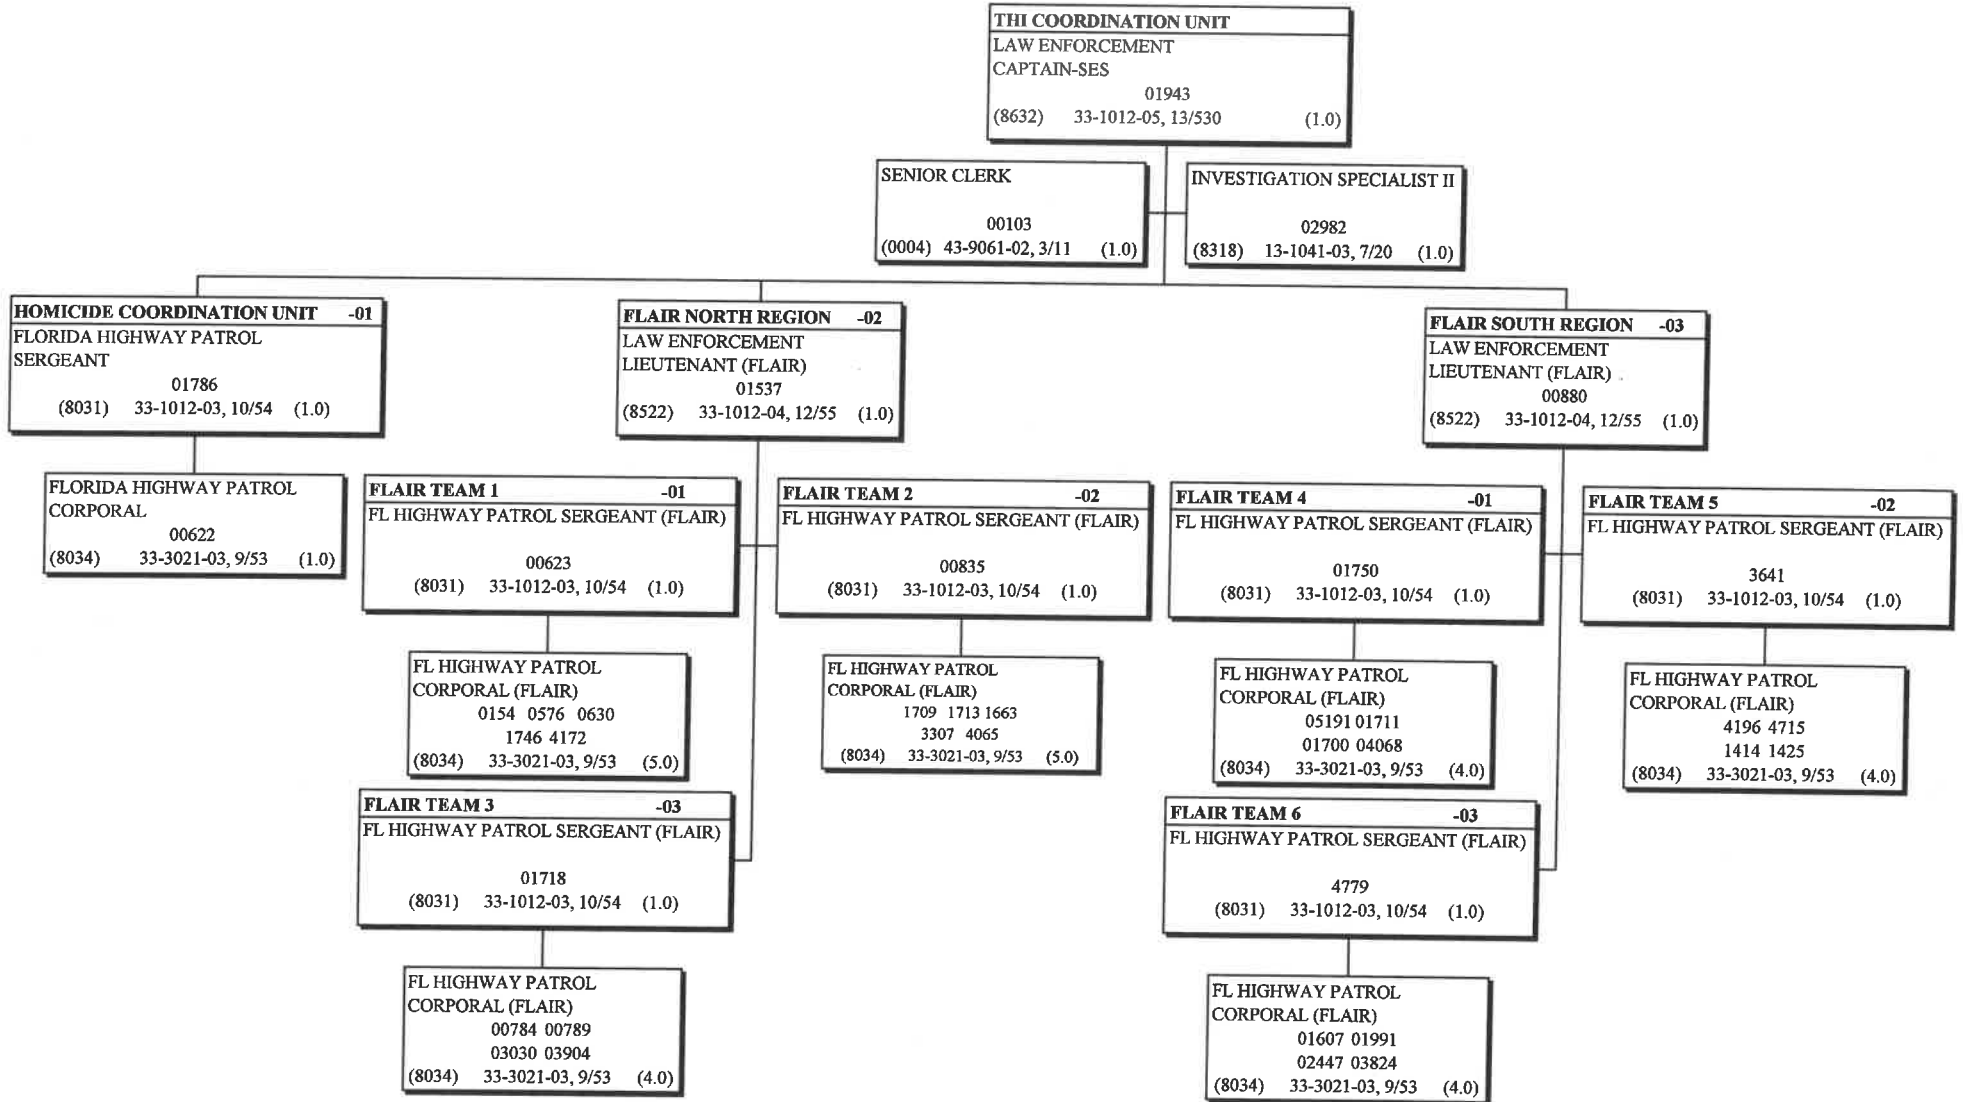 THI COORDINATION UNIT
LAW ENFORCEMENT
CAPTAIN-SES
01943
(8632) 33-1012-05, 13/530 (1.0)
SENIOR CLERK
00103
(0004) 43-9061-02, 3/11 (1.0)
INVESTIGATION SPECIALIST II
02982
(8318) 13-1041-03, 7/20 (1.0)
HOMICIDE COORDINATION UNIT -01
FLORIDA HIGHWAY PATROL
SERGEANT
01786
(8031) 33-1012-03, 10/54 (1.0)
FLORIDA HIGHWAY PATROL
CORPORAL
00622
(8034) 33-3021-03, 9/53 (1.0)
FLAIR NORTH REGION -02
LAW ENFORCEMENT
LIEUTENANT (FLAIR)
01537
(8522) 33-1012-04, 12/55 (1.0)
FLAIR TEAM 1 -01
FL HIGHWAY PATROL SERGEANT (FLAIR)
00623
(8031) 33-1012-03, 10/54 (1.0)
FL HIGHWAY PATROL
CORPORAL (FLAIR)
0154 0576 0630
1746 4172
(8034) 33-3021-03, 9/53 (5.0)
FLAIR TEAM 2 -02
FL HIGHWAY PATROL SERGEANT (FLAIR)
00835
(8031) 33-1012-03, 10/54 (1.0)
FL HIGHWAY PATROL
CORPORAL (FLAIR)
1709 1713 1663
3307 4065
(8034) 33-3021-03, 9/53 (5.0)
FLAIR TEAM 3 -03
FL HIGHWAY PATROL SERGEANT (FLAIR)
01718
(8031) 33-1012-03, 10/54 (1.0)
FL HIGHWAY PATROL
CORPORAL (FLAIR)
00784 00789
03030 03904
(8034) 33-3021-03, 9/53 (4.0)
FLAIR SOUTH REGION -03
LAW ENFORCEMENT
LIEUTENANT (FLAIR)
00880
(8522) 33-1012-04, 12/55 (1.0)
FLAIR TEAM 4 -01
FL HIGHWAY PATROL SERGEANT (FLAIR)
01750
(8031) 33-1012-03, 10/54 (1.0)
FL HIGHWAY PATROL
CORPORAL (FLAIR)
05191 01711
01700 04068
(8034) 33-3021-03, 9/53 (4.0)
FLAIR TEAM 5 -02
FL HIGHWAY PATROL SERGEANT (FLAIR)
3641
(8031) 33-1012-03, 10/54 (1.0)
FL HIGHWAY PATROL
CORPORAL (FLAIR)
4196 4715
1414 1425
(8034) 33-3021-03, 9/53 (4.0)
FLAIR TEAM 6 -03
FL HIGHWAY PATROL SERGEANT (FLAIR)
4779
(8031) 33-1012-03, 10/54 (1.0)
FL HIGHWAY PATROL
CORPORAL (FLAIR)
01607 01991
02447 03824
(8034) 33-3021-03, 9/53 (4.0)